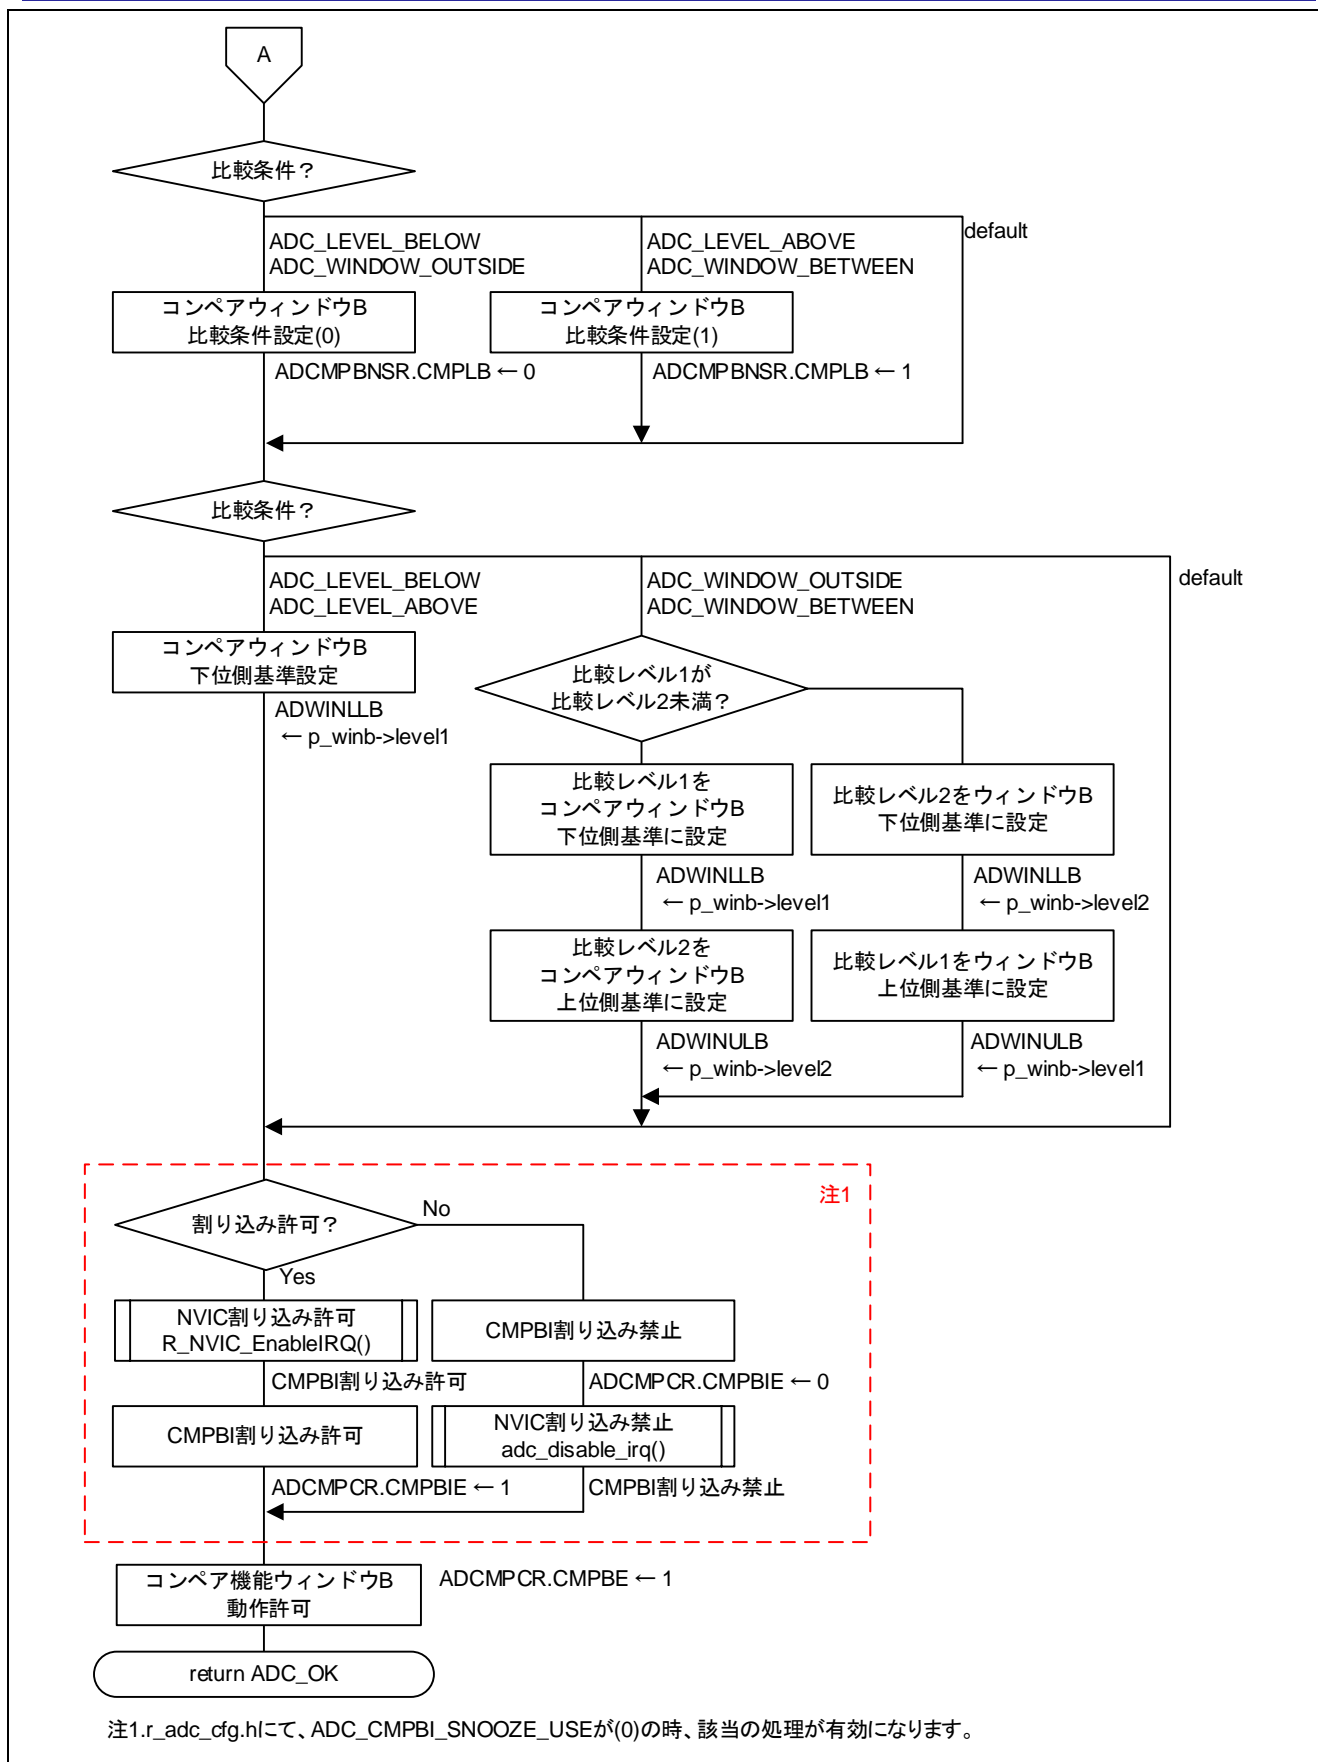 A
比較条件？
default
ADC_LEVEL_BELOW
ADC_WINDOW_OUTSIDE
ADC_LEVEL_ABOVE
ADC_WINDOW_BETWEEN
コンペアウィンドウB
比較条件設定(0)
コンペアウィンドウB
比較条件設定(1)
ADCMPBNSR.CMPLB ← 0
ADCMPBNSR.CMPLB ← 1
比較条件？
ADC_LEVEL_BELOW
ADC_LEVEL_ABOVE
ADC_WINDOW_OUTSIDE
ADC_WINDOW_BETWEEN
default
コンペアウィンドウB
下位側基準設定
ADWINLLB
← p_winb->level1
比較レベル1が
比較レベル2未満？
比較レベル1を
コンペアウィンドウB
下位側基準に設定
比較レベル2をウィンドウB
下位側基準に設定
ADWINLLB
← p_winb->level1
ADWINLLB
← p_winb->level2
比較レベル2を
コンペアウィンドウB
上位側基準に設定
比較レベル1をウィンドウB
上位側基準に設定
ADWINULB
← p_winb->level2
ADWINULB
← p_winb->level1
注1
割り込み許可？
No
Yes
NVIC割り込み許可
R_NVIC_EnableIRQ()
CMPBI割り込み禁止
CMPBI割り込み許可
ADCMPCR.CMPBIE ← 0
CMPBI割り込み許可
NVIC割り込み禁止
adc_disable_irq()
ADCMPCR.CMPBIE ← 1
CMPBI割り込み禁止
コンペア機能ウィンドウB
動作許可
ADCMPCR.CMPBE ← 1
return ADC_OK
注1.r_adc_cfg.hにて、ADC_CMPBI_SNOOZE_USEが(0)の時、該当の処理が有効になります。